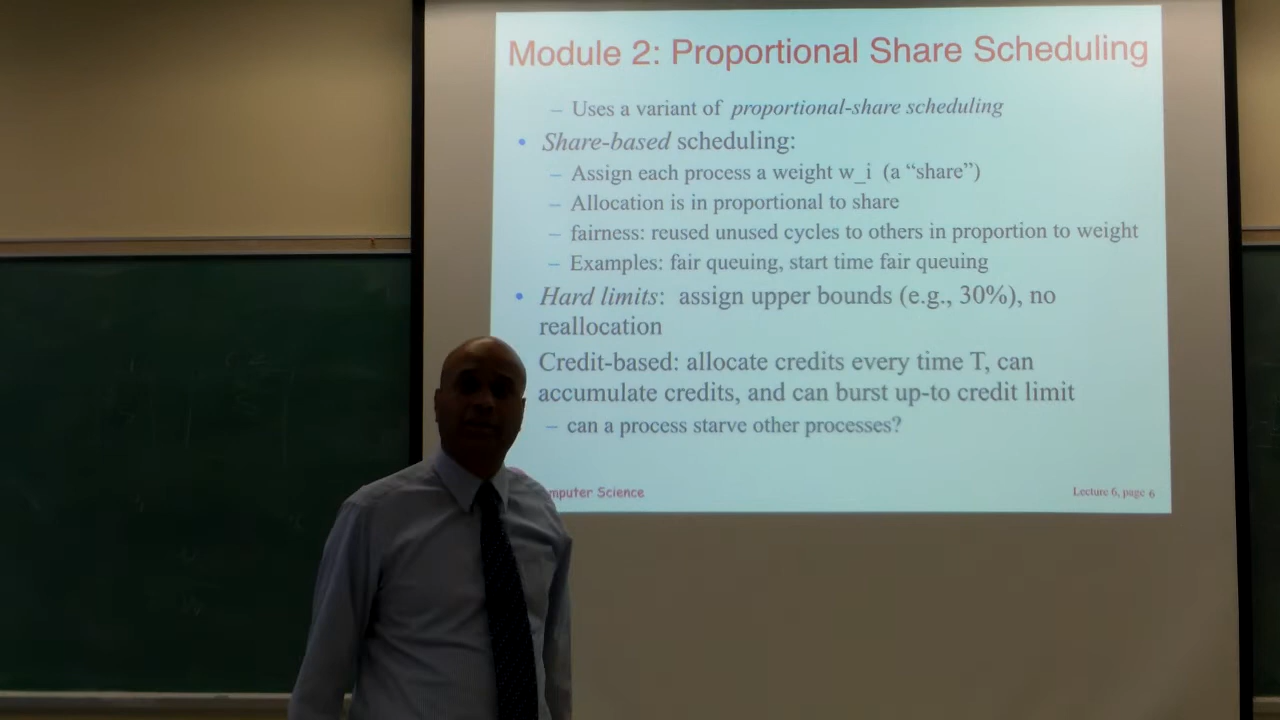 Module 2: Proportional Share Scheduling
– Uses a variant of proportional-share scheduling
• Share-based scheduling:
– Assign each process a weight w_i (a “share”)
– Allocation is in proportional to share
– fairness: reused unused cycles to others in proportion to weight
– Examples: fair queuing, start time fair queuing
• Hard limits: assign upper bounds (e.g., 30%), no
reallocation
Credit-based: allocate credits every time T, can
accumulate credits, and can burst up-to credit limit
– can a process starve other processes?
mputer Science
Lecture 6, page 6